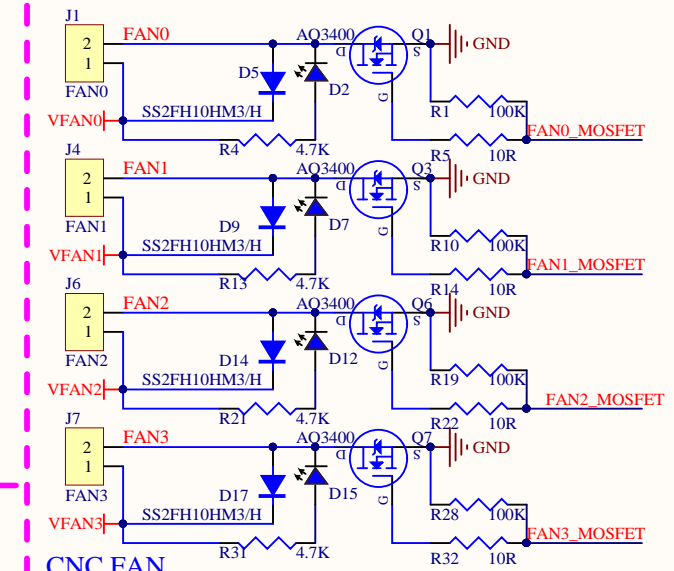 J1
2
1
FAN0
FAN0
D5
D2
AO3400
D
G
S
Q1
GND
VFAN0
SS2FH10HM3/H
R4
4.7K
R1
100K
R5
10R
FAN0_MOSFET
J4
2
1
FAN1
FAN1
D9
D7
AO3400
D
G
S
Q3
GND
VFAN1
SS2FH10HM3/H
R13
4.7K
R10
100K
R14
10R
FAN1_MOSFET
J6
2
1
FAN2
FAN2
D14
D12
AO3400
D
G
S
Q6
GND
VFAN2
SS2FH10HM3/H
R21
4.7K
R19
100K
R22
10R
FAN2_MOSFET
J7
2
1
FAN3
FAN3
D17
D15
AO3400
D
G
S
Q7
GND
VFAN3
SS2FH10HM3/H
R31
4.7K
R28
100K
R32
10R
FAN3_MOSFET
CNC FAN